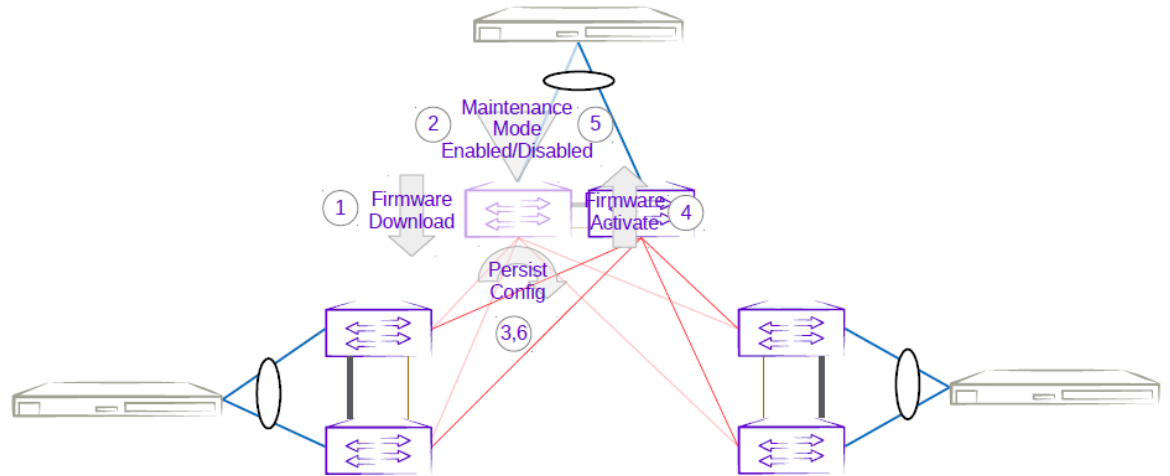 2
Maintenance
Mode
Enabled/Disabled
5
1
Firmware
Download
Firmware
Activate
4
Persist
Config
3,6